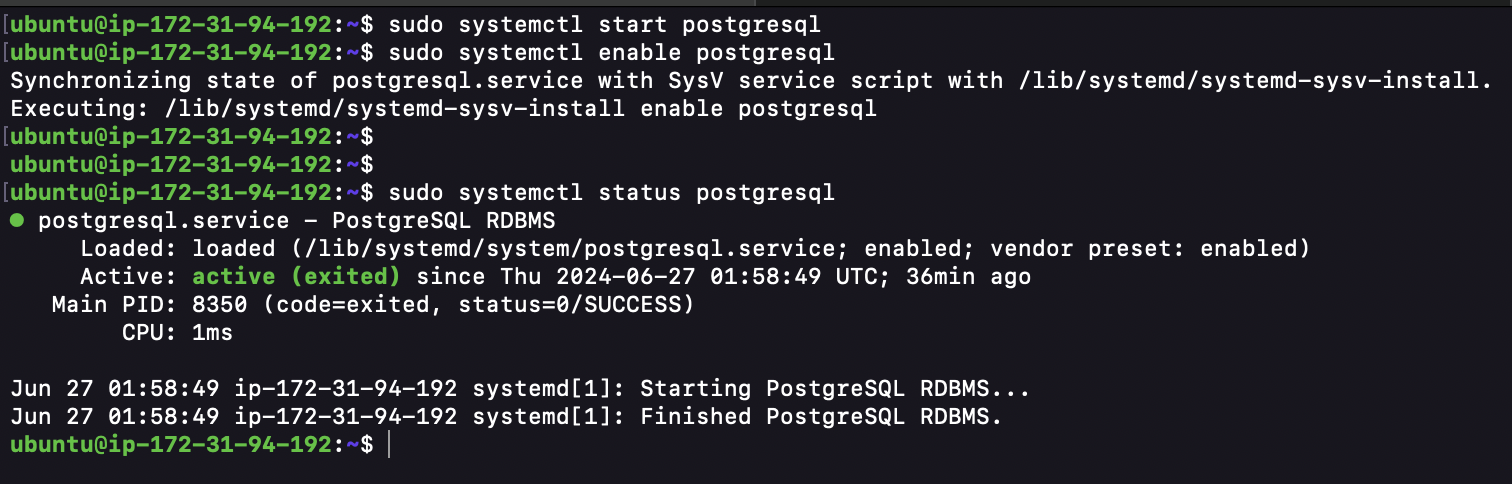 [ubuntu@ip-172-31-94-192:~$ sudo systemctl start postgresql
[ubuntu@ip-172-31-94-192:~$ sudo systemctl enable postgresql
Synchronizing state of postgresql.service with SysV service script with /lib/systemd/systemd-sysv-install.
Executing: /lib/systemd/systemd-sysv-install enable postgresql
[ubuntu@ip-172-31-94-192:~$
ubuntu@ip-172-31-94-192:~$
[ubuntu@ip-172-31-94-192:~$ sudo systemctl status postgresql
● postgresql.service - PostgreSQL RDBMS
     Loaded: loaded (/lib/systemd/system/postgresql.service; enabled; vendor preset: enabled)
     Active: active (exited) since Thu 2024-06-27 01:58:49 UTC; 36min ago
   Main PID: 8350 (code=exited, status=0/SUCCESS)
        CPU: 1ms

Jun 27 01:58:49 ip-172-31-94-192 systemd[1]: Starting PostgreSQL RDBMS...
Jun 27 01:58:49 ip-172-31-94-192 systemd[1]: Finished PostgreSQL RDBMS.
ubuntu@ip-172-31-94-192:~$